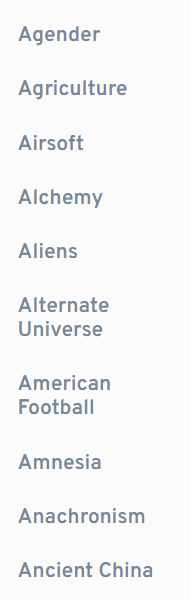 Agender
Agriculture
Airsoft
Alchemy
Aliens
Alternate
Universe
American
Football
Amnesia
Anachronism
Ancient China